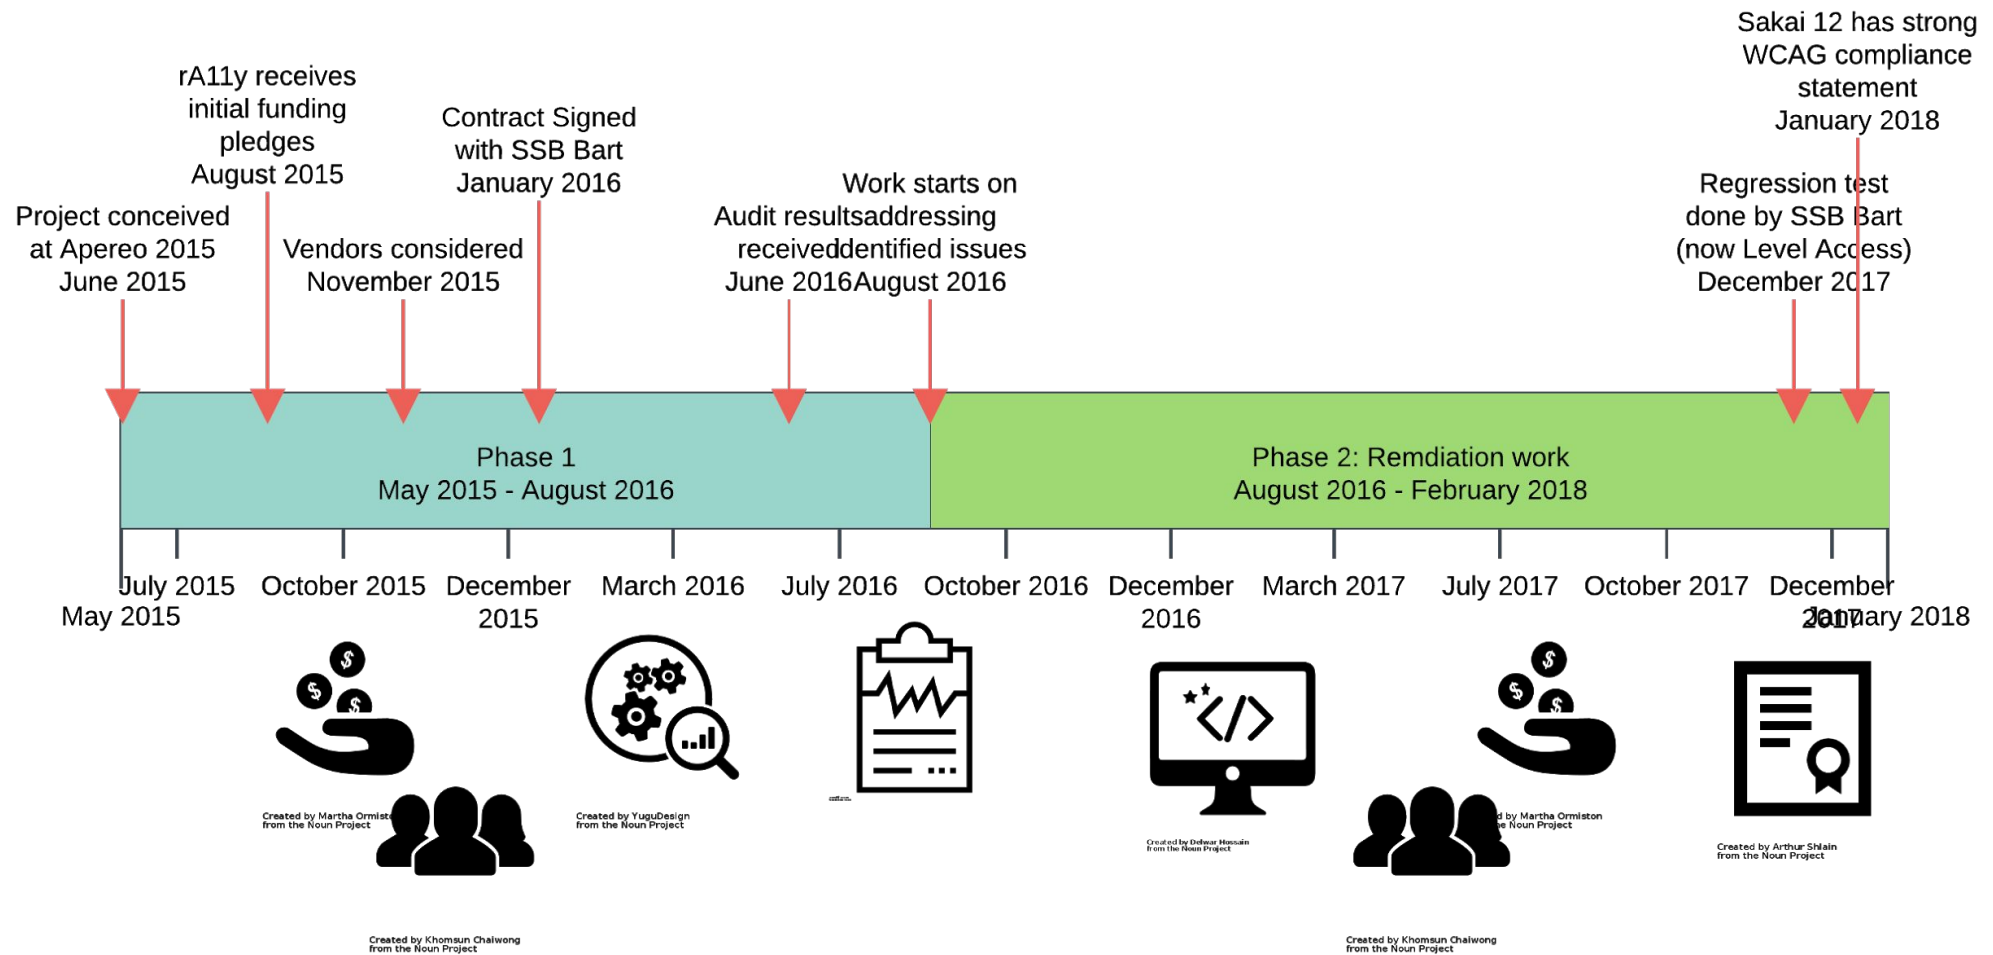 Sakai 12 has strong
WCAG compliance
statement
January 2018
rA11y receives
initial funding
pledges
August 2015
Contract Signed
with SSB Bart
January 2016
Project conceived
at Apereo 2015
June 2015
Vendors considered
November 2015
Audit results
received
June 2016
Work starts on
addressing
identified issues
August 2016
Regression test
done by SSB Bart
(now Level Access)
December 2017
Phase 1
May 2015 - August 2016
Phase 2: Remdiation work
August 2016 - February 2018
May 2015
July 2015
October 2015
December
2015
March 2016
July 2016
October 2016
December
2016
March 2017
July 2017
October 2017
December
2017
January 2018
$
$
$
</>
$
$
$
Created by Martha Ormist
from the Noun Project
Created by YuguDesign
from the Noun Project
Created by Delwar Hossain
from the Noun Project
d by Martha Ormiston
he Noun Project
Created by Arthur Shlain
from the Noun Project
Created by Khomsun Chaiwong
from the Noun Project
Created by Khomsun Chaiwong
from the Noun Project